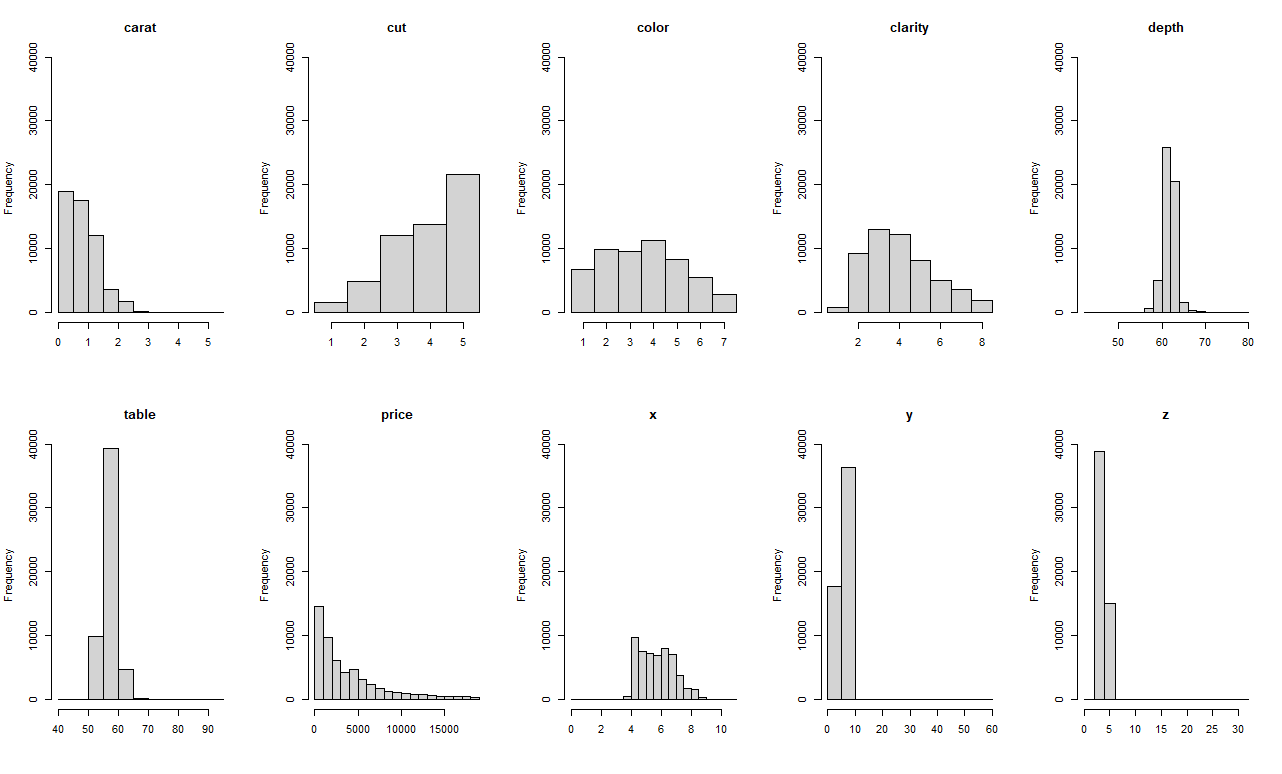 carat
cut
color
clarity
depth
Frequency
0 10000 20000 30000 40000
0 1 2 3 4 5
Frequency
0 10000 20000 30000 40000
1 2 3 4 5
Frequency
0 10000 20000 30000 40000
1 2 3 4 5 6 7
Frequency
0 10000 20000 30000 40000
2 4 6 8
Frequency
0 10000 20000 30000 40000
50 60 70 80
table
price
x
y
z
Frequency
0 10000 20000 30000 40000
40 50 60 70 80 90
Frequency
0 10000 20000 30000 40000
0 5000 10000 15000
Frequency
0 10000 20000 30000 40000
0 2 4 6 8 10
Frequency
0 10000 20000 30000 40000
0 10 20 30 40 50 60
Frequency
0 10000 20000 30000 40000
0 5 10 15 20 25 30